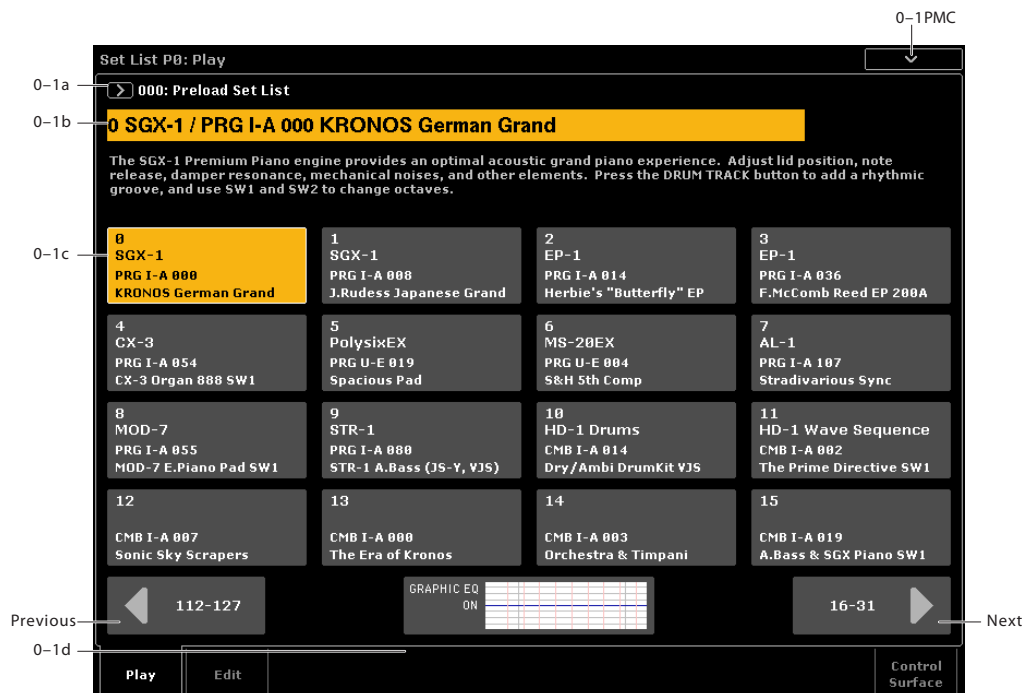 0–1PMC
Set List P0: Play
0–1a
000: Preload Set List
0–1b
0 SGX-1 / PRG I-A 000 KRONOS German Grand
The SGX-1 Premium Piano engine provides an optimal acoustic grand piano experience.  Adjust lid position, note
release, damper resonance, mechanical noises, and other elements.  Press the DRUM TRACK button to add a rhythmic
groove, and use SW1 and SW2 to change octaves.
0–1c
0
SGX-1
PRG I-A 000
KRONOS German Grand
1
SGX-1
PRG I-A 008
J.Rudess Japanese Grand
2
EP-1
PRG I-A 014
Herbie's "Butterfly" EP
3
EP-1
PRG I-A 036
F.McComb Reed EP 200A
4
CX-3
PRG I-A 054
CX-3 Organ 888 SW1
5
PolysixEX
PRG U-E 019
Spacious Pad
6
MS-20EX
PRG U-E 004
S&H 5th Comp
7
AL-1
PRG I-A 107
Stradivarious Sync
8
MOD-7
PRG I-A 055
MOD-7 E.Piano Pad SW1
9
STR-1
PRG I-A 080
STR-1 A.Bass (JS-Y, VJS)
10
HD-1 Drums
CMB I-A 014
Dry/Ambi DrumKit VJS
11
HD-1 Wave Sequence
CMB I-A 002
The Prime Directive SW1
12
CMB I-A 007
Sonic Sky Scrapers
13
CMB I-A 000
The Era of Kronos
14
CMB I-A 003
Orchestra & Timpani
15
CMB I-A 019
A.Bass & SGX Piano SW1
112-127
GRAPHIC EQ
ON
16-31
Previous
Next
0–1d
Play
Edit
Control
Surface